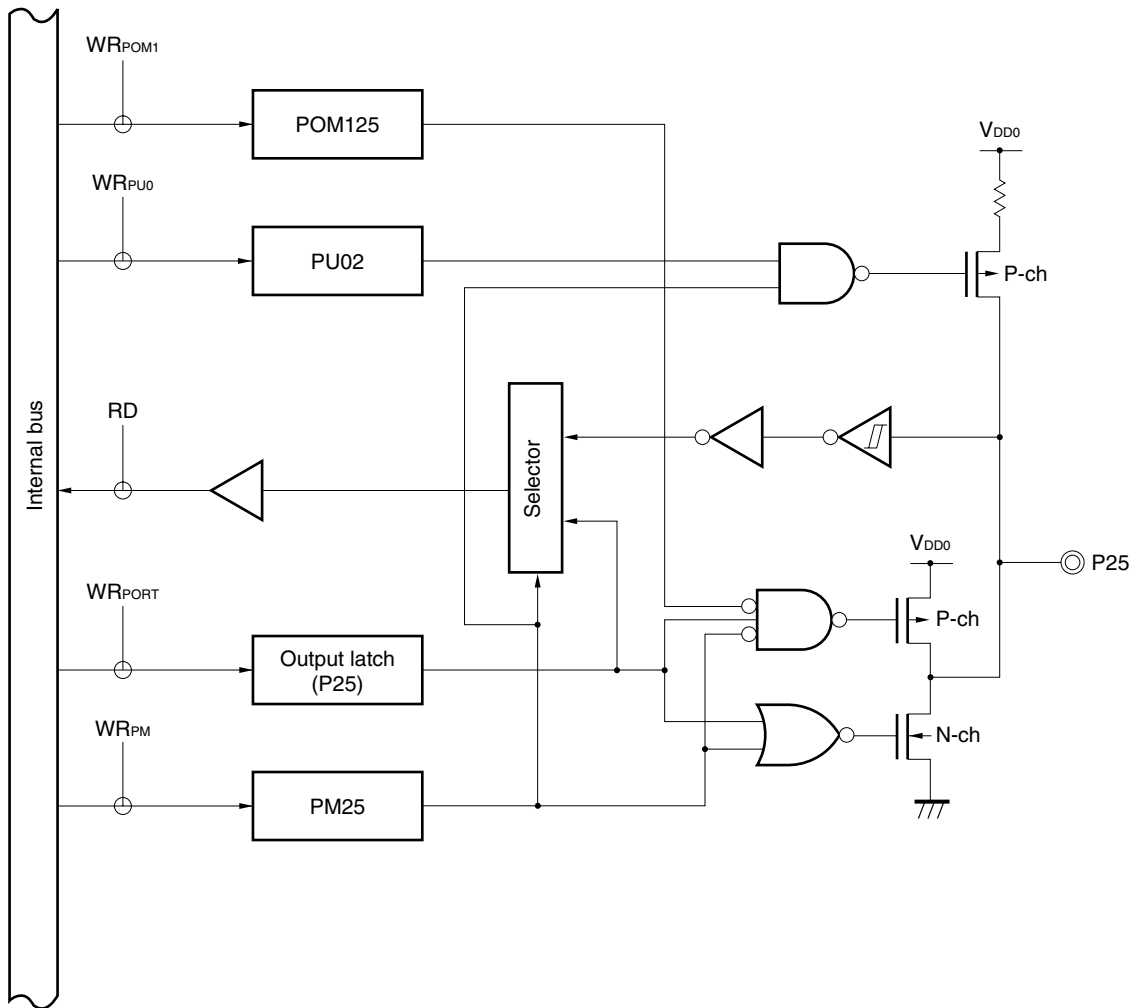 WRPOM1
POM125
VDD0
WRPU0
PU02
P-ch
Internal bus
RD
Selector
VDD0
P25
WRPORT
P-ch
Output latch
(P25)
WRPM
N-ch
PM25